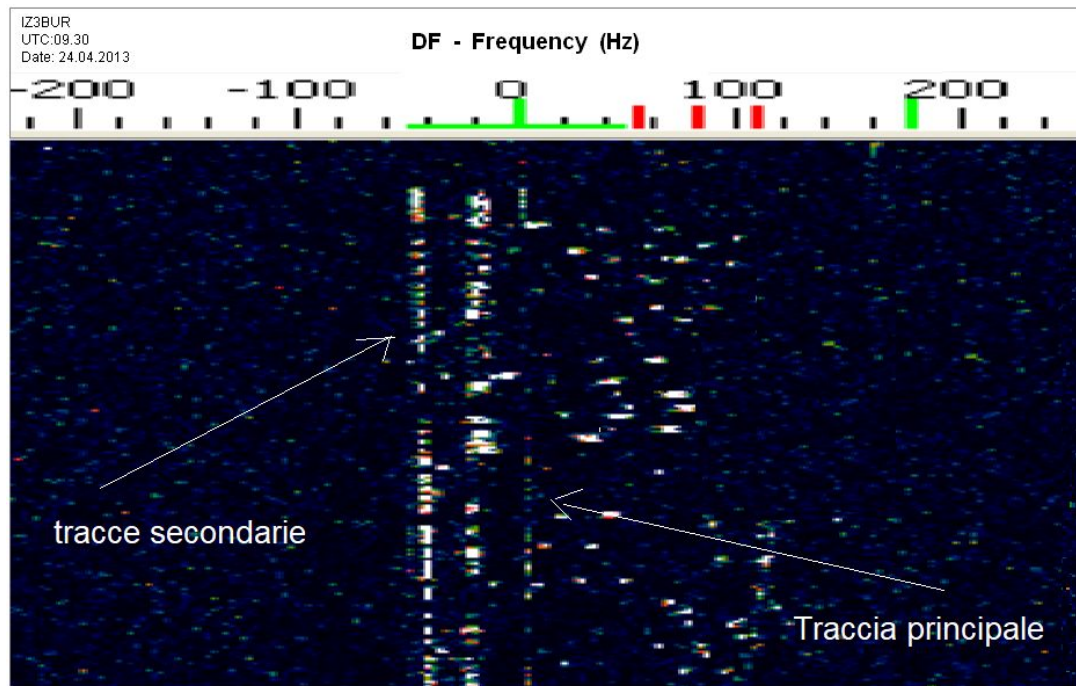 IZ3BUR
UTC:09.30
Date: 24.04.2013
DF - Frequency (Hz)
-200 -100 0 100 200
tracce secondarie
Traccia principale